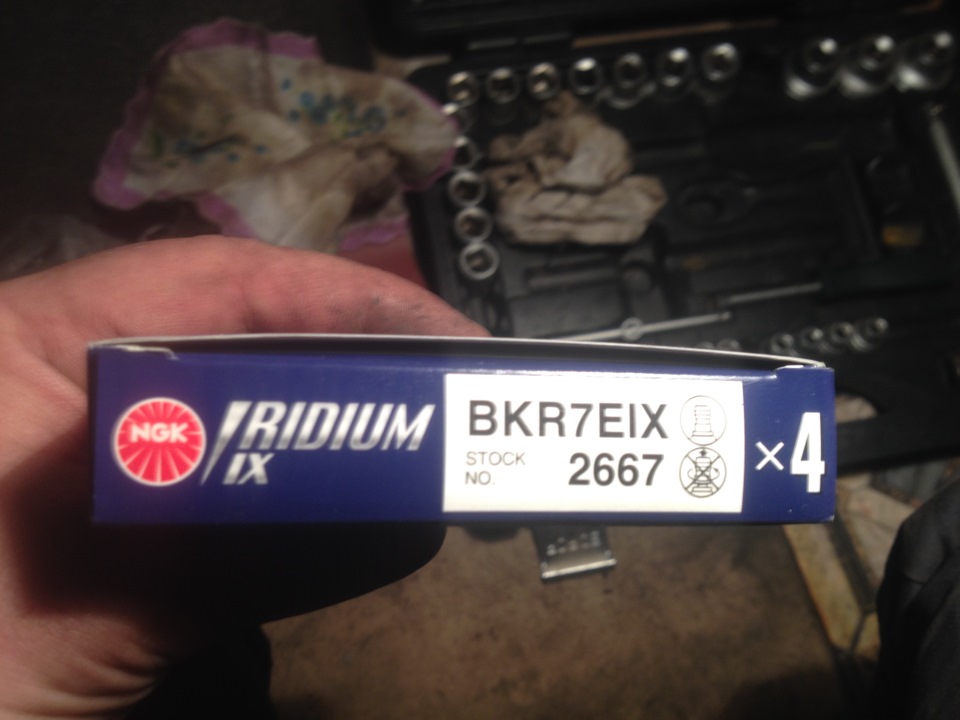 NGK
IRIDIUM
IX
BKR7EIX
STOCK
NO.
2667
×4